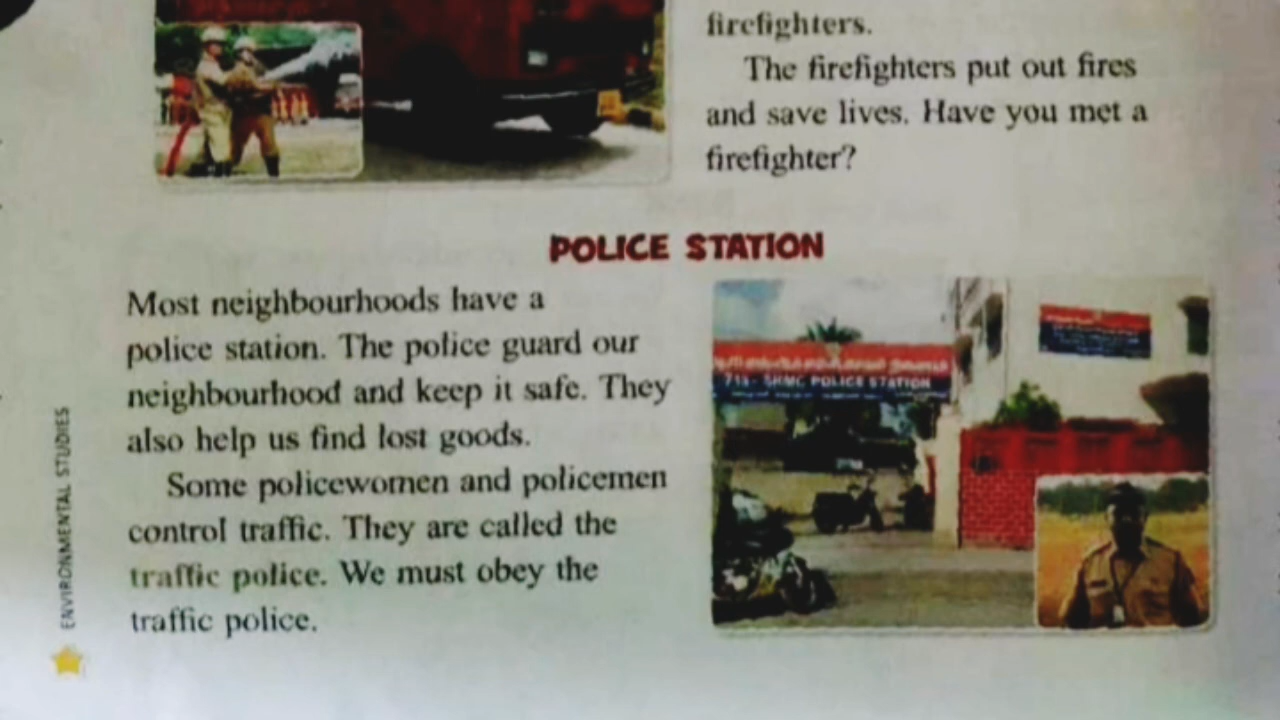 firefighters.
The firefighters put out fires
and save lives. Have you met a
firefighter?
POLICE STATION
Most neighbourhoods have a
police station. The police guard our
neighbourhood and keep it safe. They
also help us find lost goods.
Some policewomen and policemen
control traffic. They are called the
traffic police. We must obey the
traffic police.
POLICE STATION
ENVIRONMENTAL STUDIES